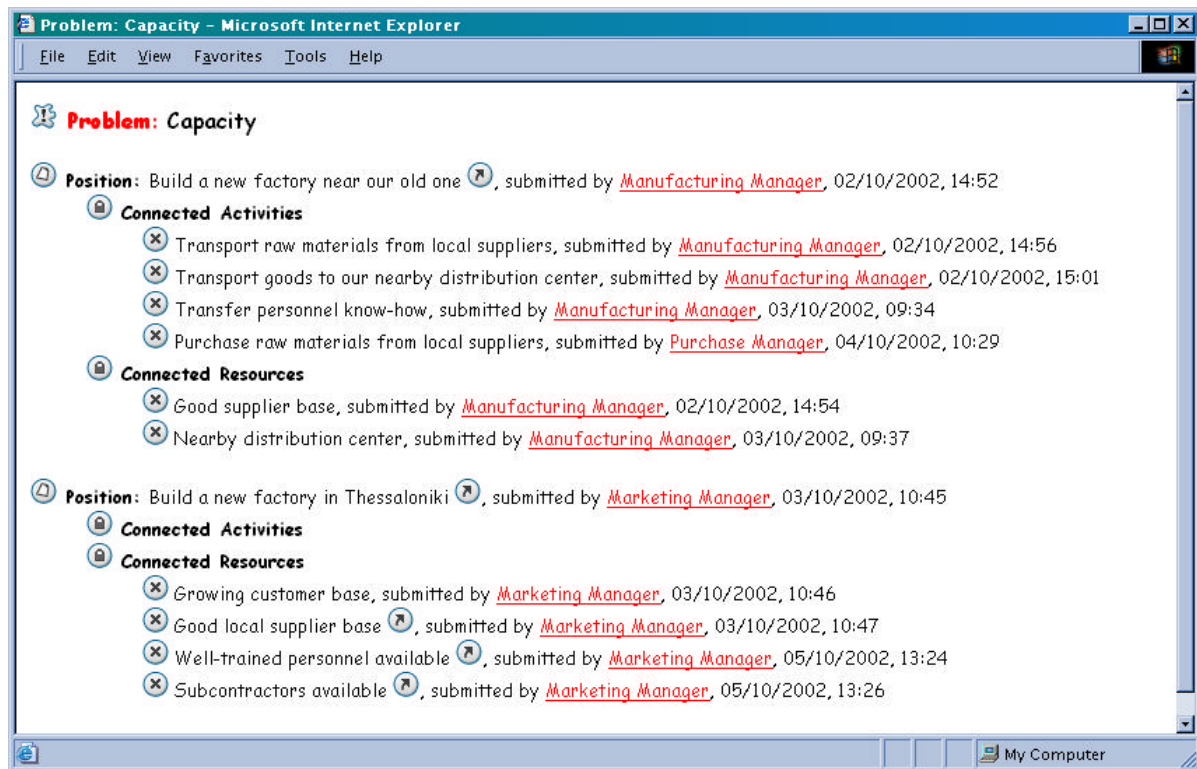 Problem: Capacity - Microsoft Internet Explorer
File Edit View Favorites Tools Help
Problem: Capacity
Position: Build a new factory near our old one, submitted by Manufacturing Manager, 02/10/2002, 14:52
Connected Activities
Transport raw materials from local suppliers, submitted by Manufacturing Manager, 02/10/2002, 14:56
Transport goods to our nearby distribution center, submitted by Manufacturing Manager, 02/10/2002, 15:01
Transfer personnel know-how, submitted by Manufacturing Manager, 03/10/2002, 09:34
Purchase raw materials from local suppliers, submitted by Purchase Manager, 04/10/2002, 10:29
Connected Resources
Good supplier base, submitted by Manufacturing Manager, 02/10/2002, 14:54
Nearby distribution center, submitted by Manufacturing Manager, 03/10/2002, 09:37
Position: Build a new factory in Thessaloniki, submitted by Marketing Manager, 03/10/2002, 10:45
Connected Activities
Connected Resources
Growing customer base, submitted by Marketing Manager, 03/10/2002, 10:46
Good local supplier base, submitted by Marketing Manager, 03/10/2002, 10:47
Well-trained personnel available, submitted by Marketing Manager, 05/10/2002, 13:24
Subcontractors available, submitted by Marketing Manager, 05/10/2002, 13:26
My Computer